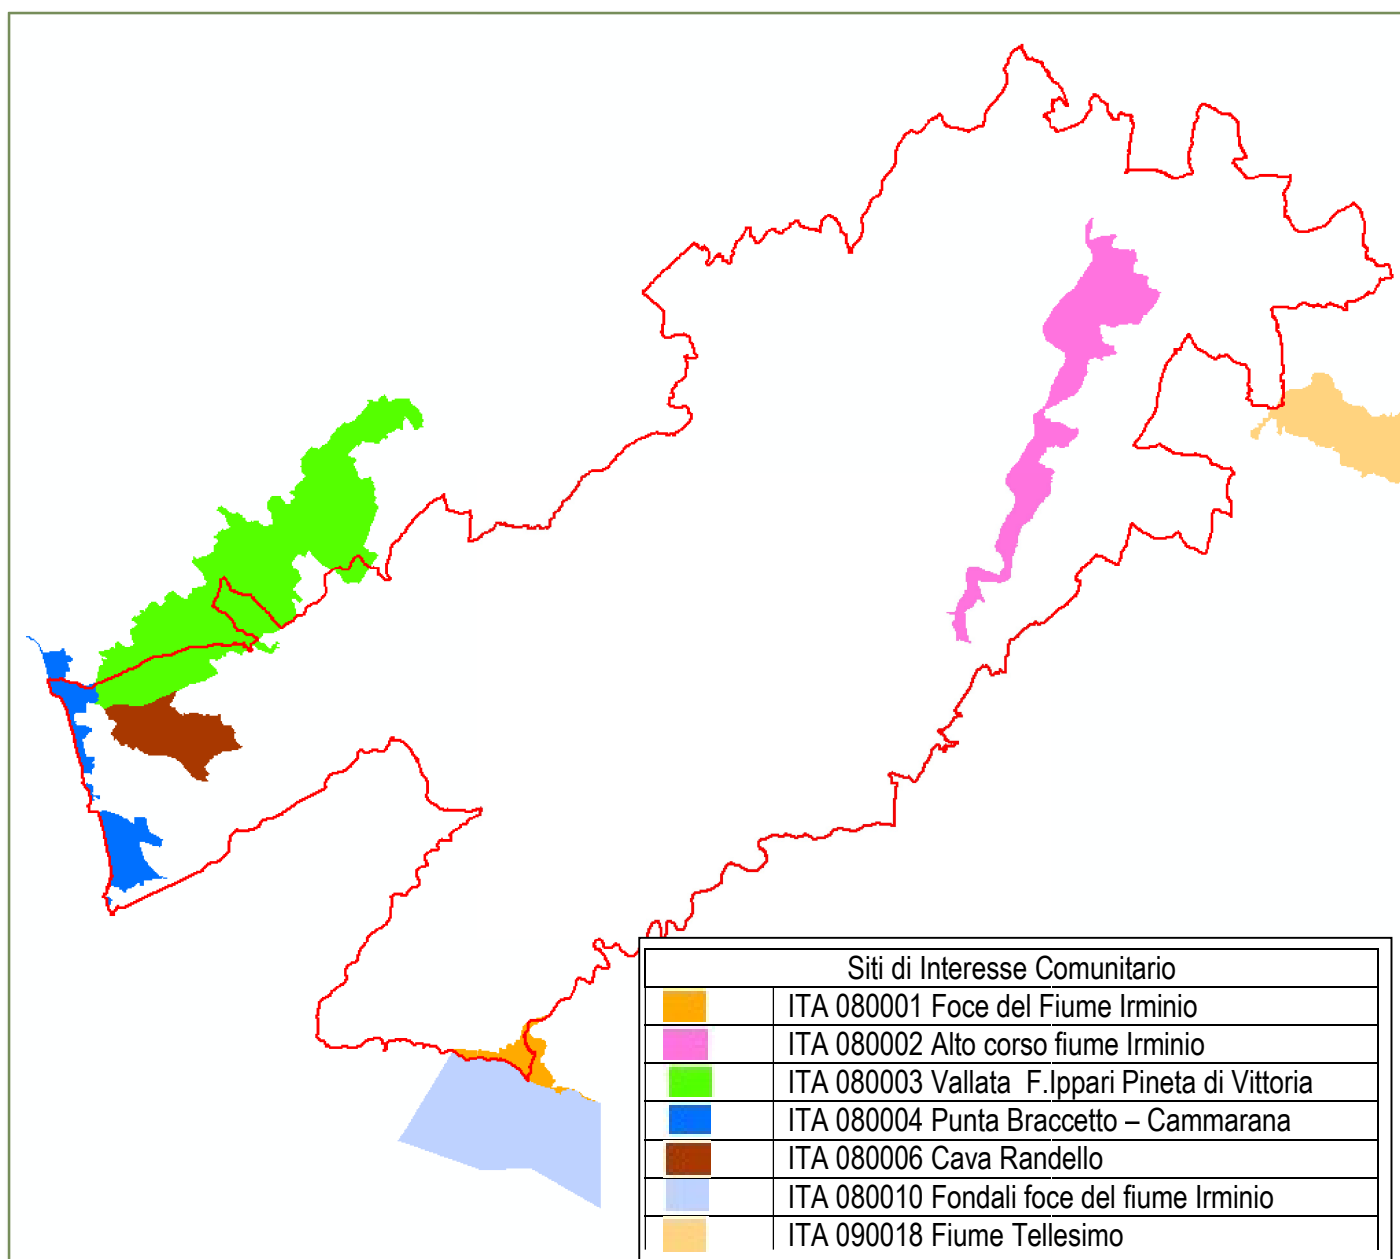 Siti di Interesse Comunitario
ITA 080001 Foce del Fiume Irminio
ITA 080002 Alto corso fiume Irminio
ITA 080003 Vallata F.Ippari Pineta di Vittoria
ITA 080004 Punta Braccetto – Cammarana
ITA 080006 Cava Randello
ITA 080010 Fondali foce del fiume Irminio
ITA 090018 Fiume Tellesimo